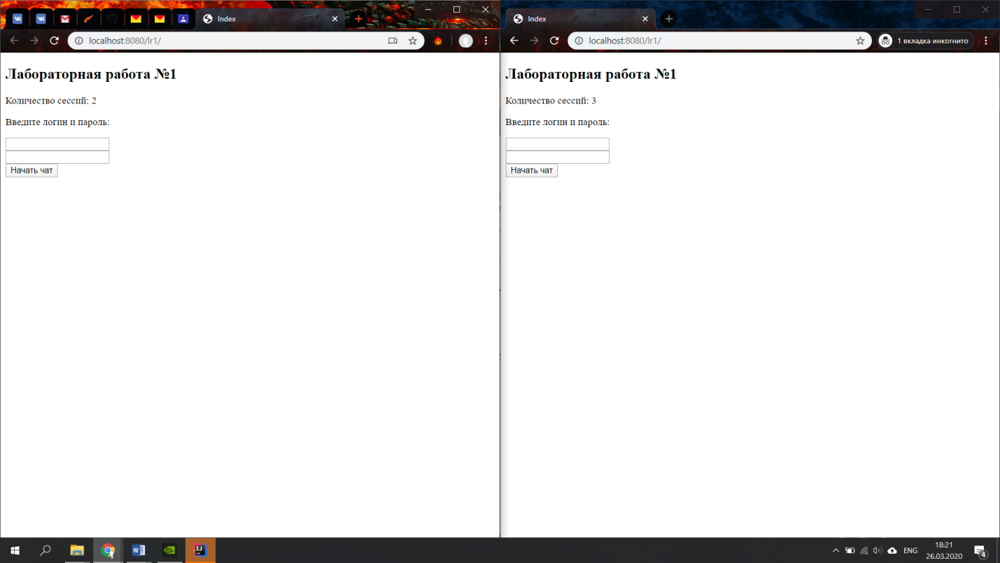 Index
localhost:8080/lr1/
Лабораторная работа №1
Количество сессий: 2
Введите логин и пароль:
Начать чат
Index
localhost:8080/lr1/
1 вкладка инкогнито
Лабораторная работа №1
Количество сессий: 3
Введите логин и пароль:
Начать чат
W
IJ
ENG
18:21
26.03.2020
4